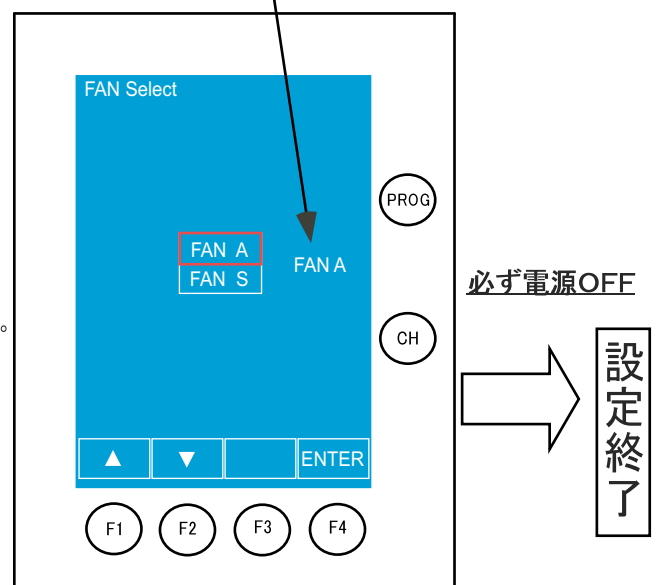 FAN Select
PROG
FAN A
FAN S
FAN A
必ず電源OFF
。
CH
設定終了
▲ ▼ ENTER
F1 F2 F3 F4